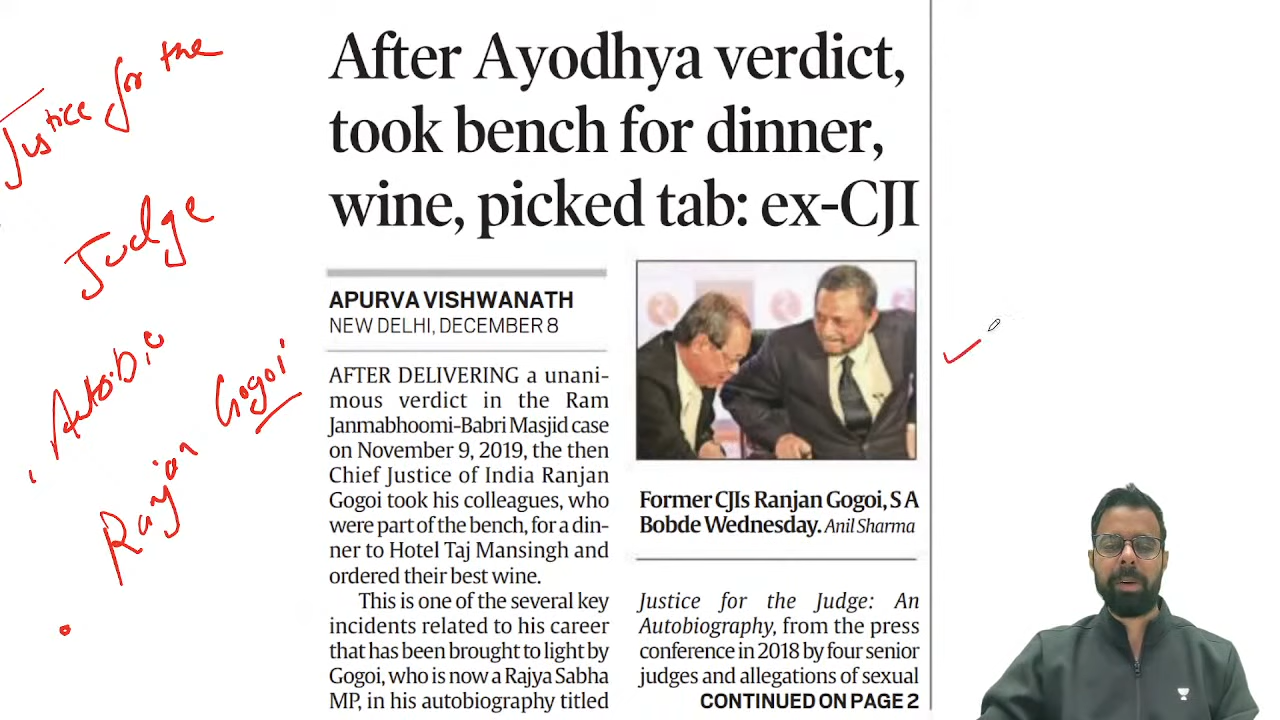 Justice for the
Judge
Autobio
Ranjan Gogoi
After Ayodhya verdict,
took bench for dinner,
wine, picked tab: ex-CJI
APURVA VISHWANATH
NEW DELHI, DECEMBER 8
AFTER DELIVERING a unani-
mous verdict in the Ram
Janmabhoomi-Babri Masjid case
on November 9, 2019, the then
Chief Justice of India Ranjan
Gogoi took his colleagues, who
were part of the bench, for a din-
ner to Hotel Taj Mansingh and
ordered their best wine.
This is one of the several key
incidents related to his career
that has been brought to light by
Gogoi, who is now a Rajya Sabha
MP, in his autobiography titled
Former CJIs Ranjan Gogoi, S A
Bobde Wednesday. Anil Sharma
Justice for the Judge: An
Autobiography, from the press
conference in 2018 by four senior
judges and allegations of sexual
CONTINUED ON PAGE 2